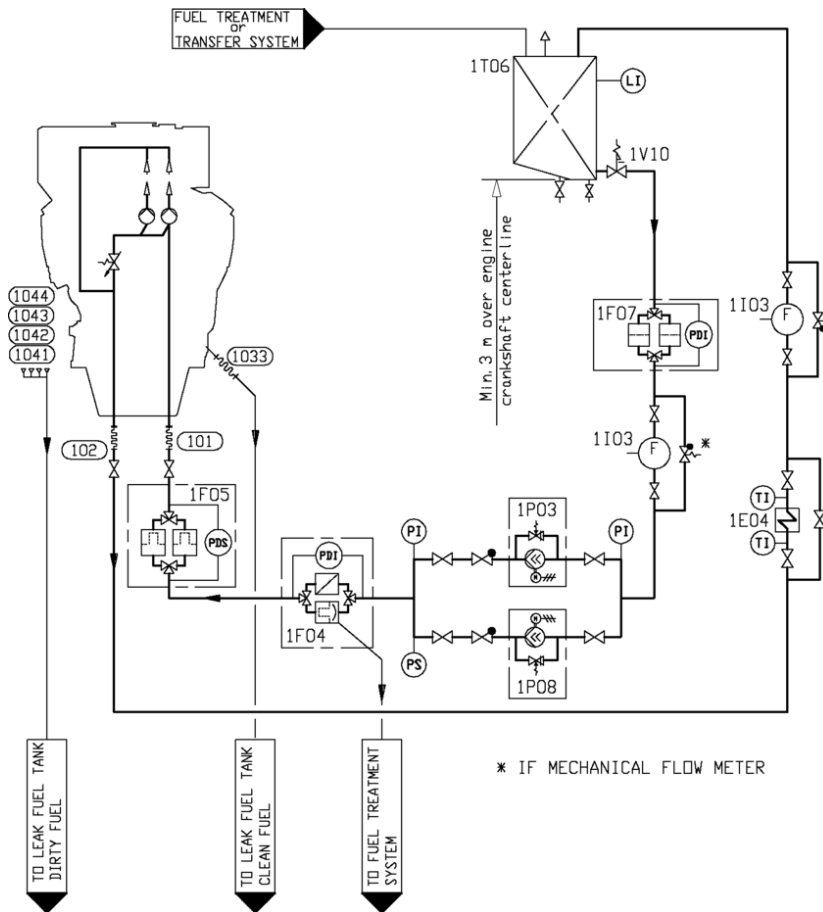 FUEL TREATMENT
or
TRANSFER SYSTEM
1T06
LI
1V10
Min. 3 m over engine
crankshaft centerline
1F07
PDI
1I03
F
1I03
F
*
1044
1043
1042
1041
1033
102
101
1F05
PDS
PI
1P03
M
PI
TI
1E04
TI
PDI
1F04
PS
M
1P08
* IF MECHANICAL FLOW METER
TO LEAK FUEL TANK
DIRTY FUEL
TO LEAK FUEL TANK
CLEAN FUEL
TO FUEL TREATMENT
SYSTEM